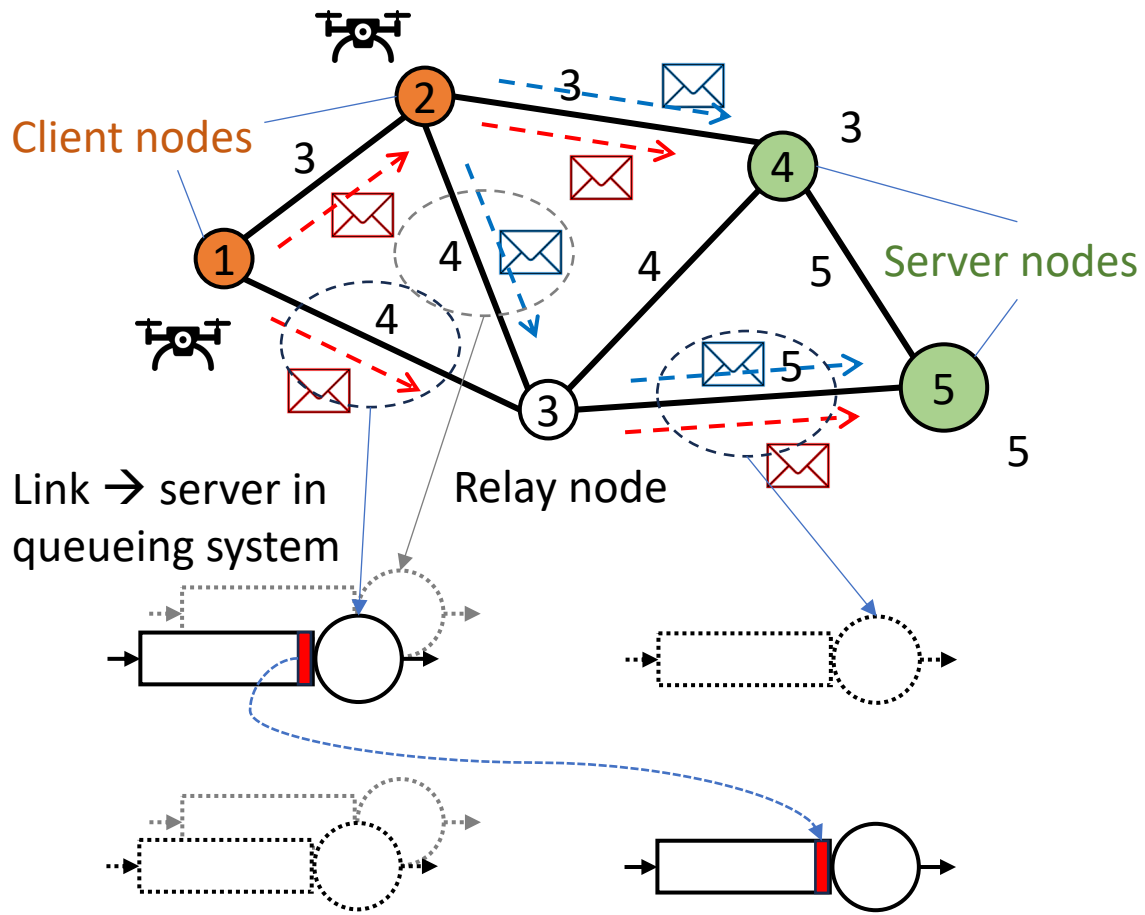 2
3
3
Client nodes
3
4
1
4
4
4
5
Server nodes
5
3
5
5
Link → server in
queueing system
Relay node